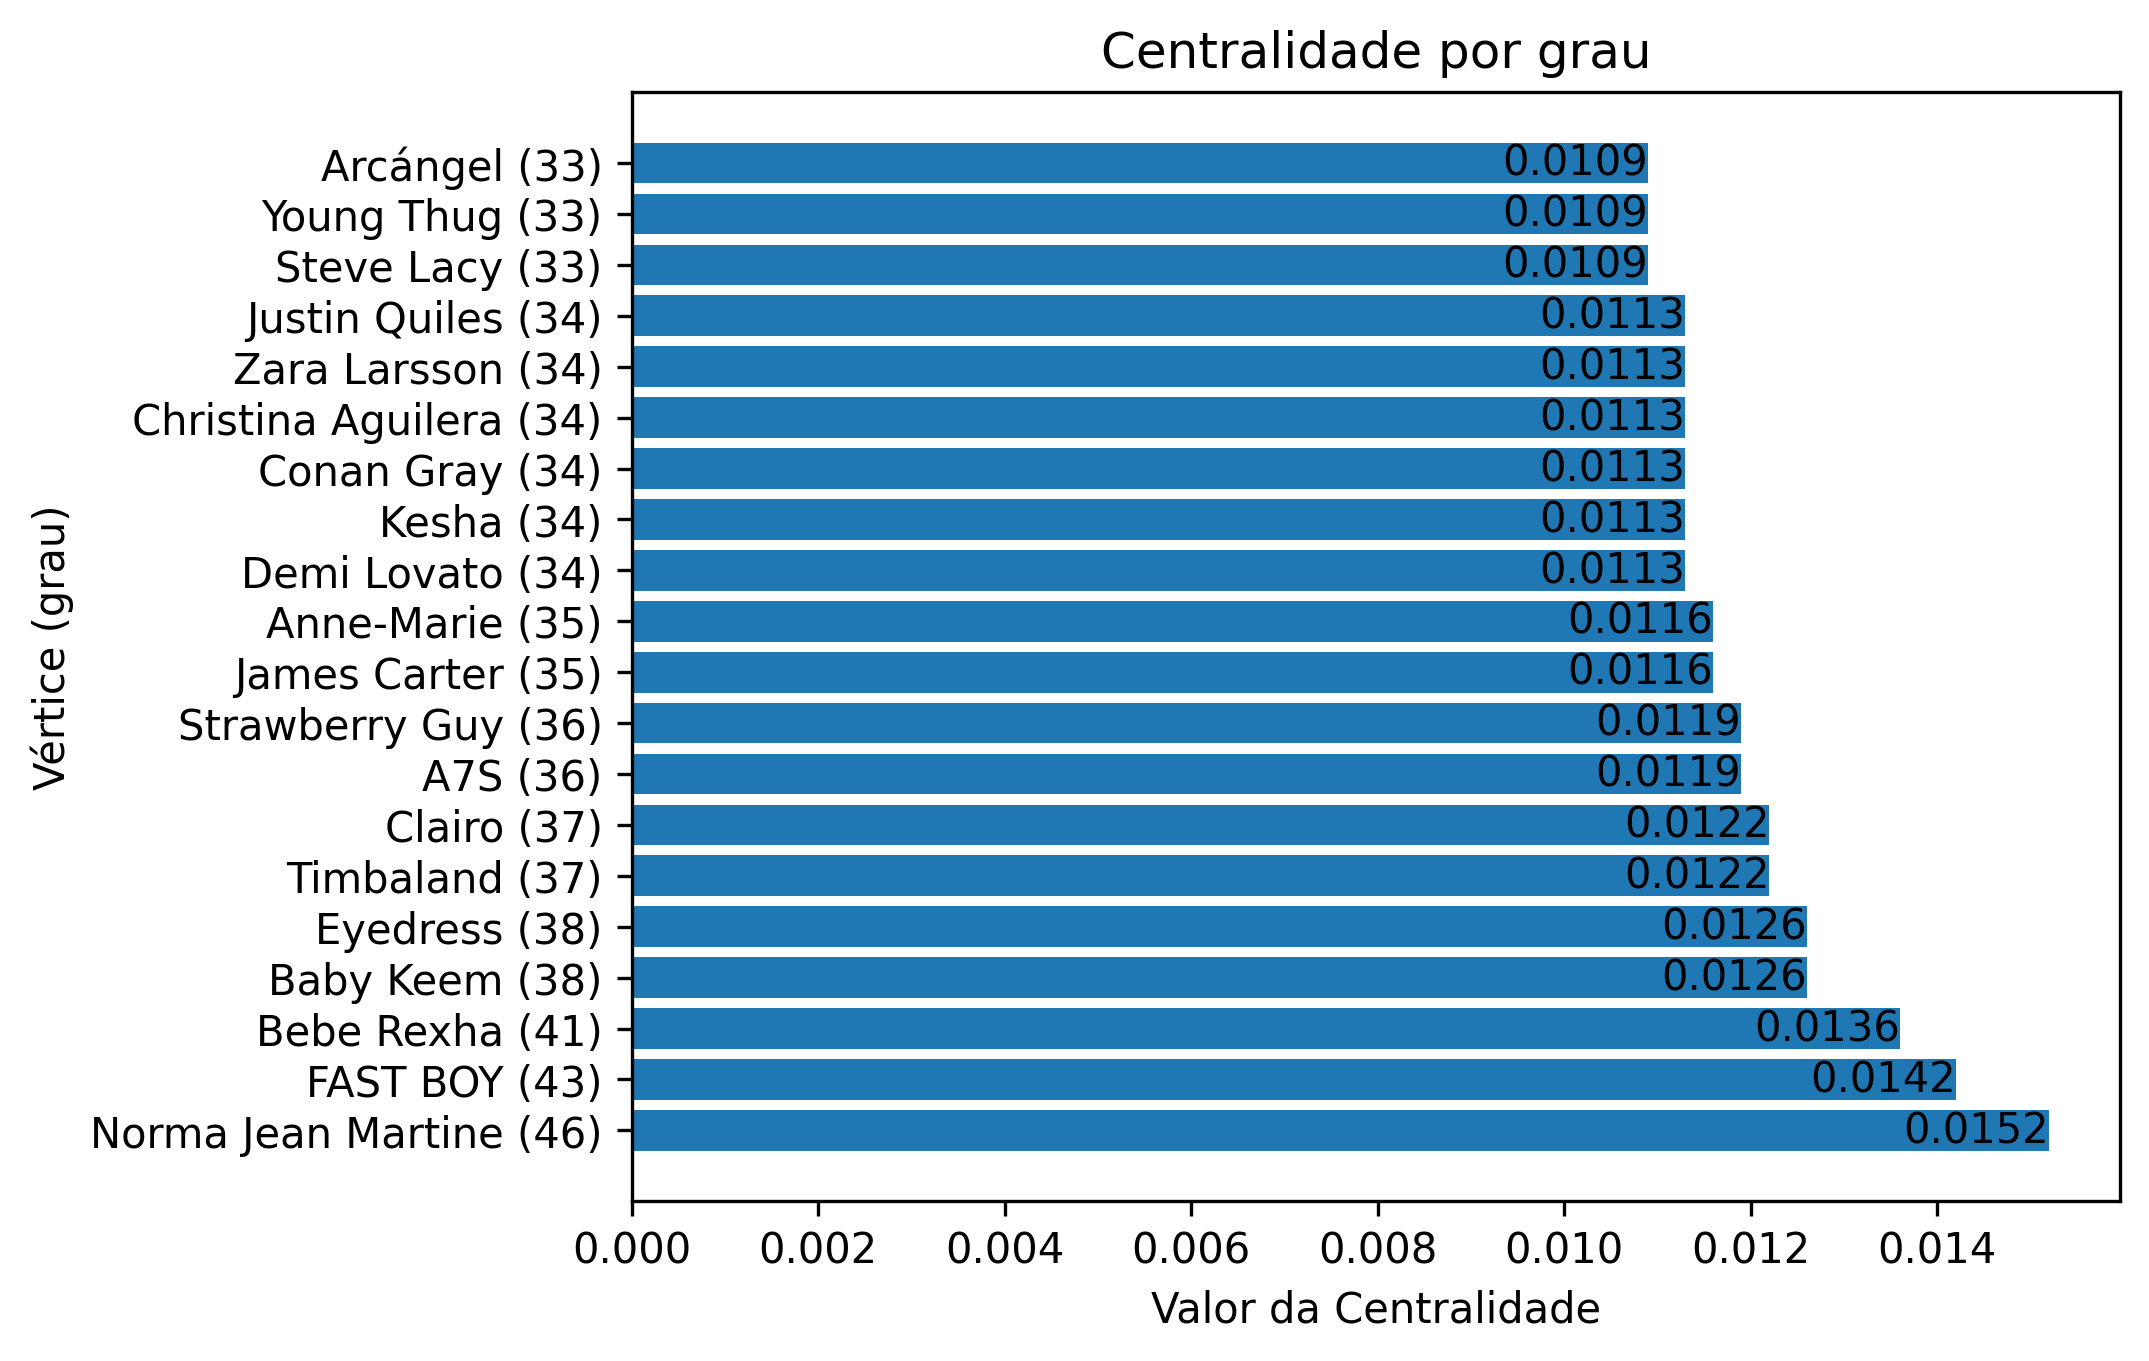 Centralidade por grau
Arcángel (33) 0.0109
Young Thug (33) 0.0109
Steve Lacy (33) 0.0109
Justin Quiles (34) 0.0113
Zara Larsson (34) 0.0113
Christina Aguilera (34) 0.0113
Conan Gray (34) 0.0113
Kesha (34) 0.0113
Demi Lovato (34) 0.0113
Anne-Marie (35) 0.0116
James Carter (35) 0.0116
Strawberry Guy (36) 0.0119
A7S (36) 0.0119
Clairo (37) 0.0122
Timbaland (37) 0.0122
Eyedress (38) 0.0126
Baby Keem (38) 0.0126
Bebe Rexha (41) 0.0136
FAST BOY (43) 0.0142
Norma Jean Martine (46) 0.0152
Vértice (grau)
0.000 0.002 0.004 0.006 0.008 0.010 0.012 0.014
Valor da Centralidade